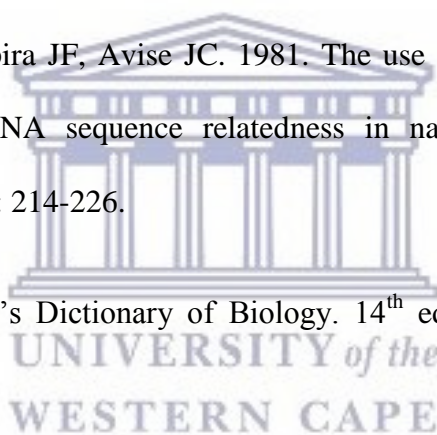 pira JF, Avise JC. 1981. The use
NA sequence relatedness in na
: 214-226.
's Dictionary of Biology. 14th ed
UNIVERSITY of the
WESTERN CAPE